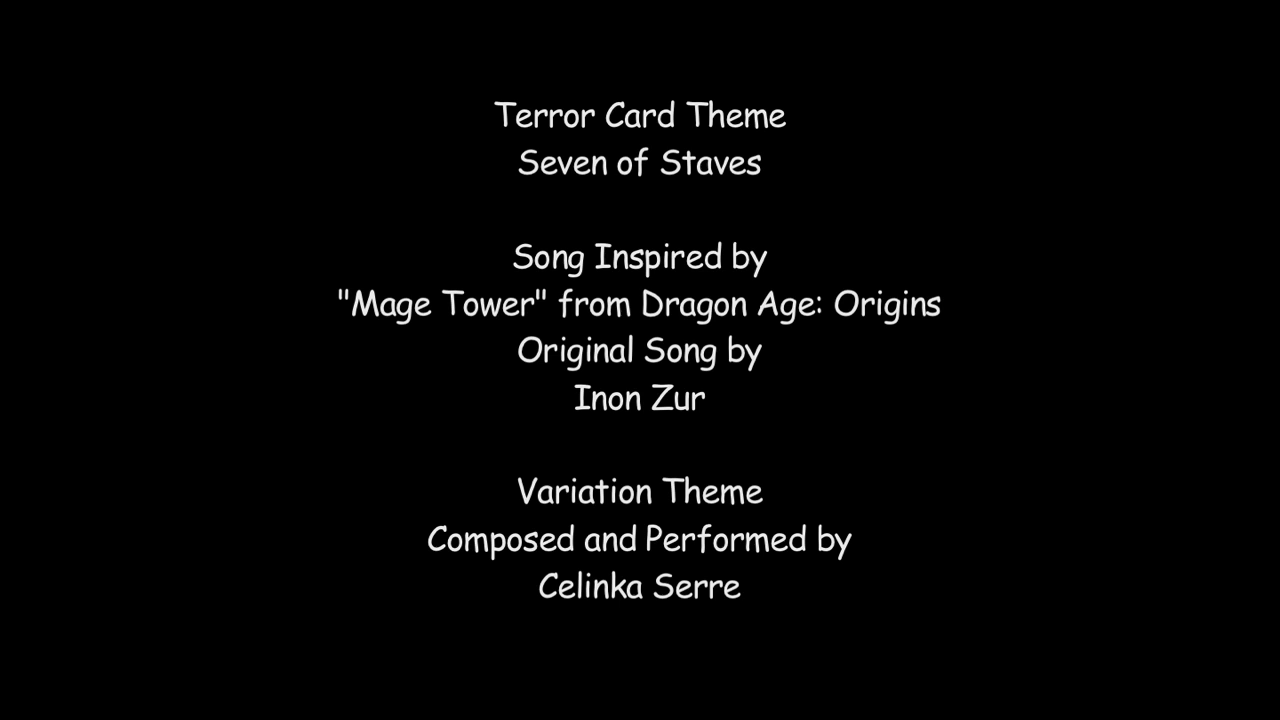 Terror Card Theme
Seven of Staves
Song Inspired by
"Mage Tower" from Dragon Age: Origins
Original Song by
Inon Zur
Variation Theme
Composed and Performed by
Celinka Serre